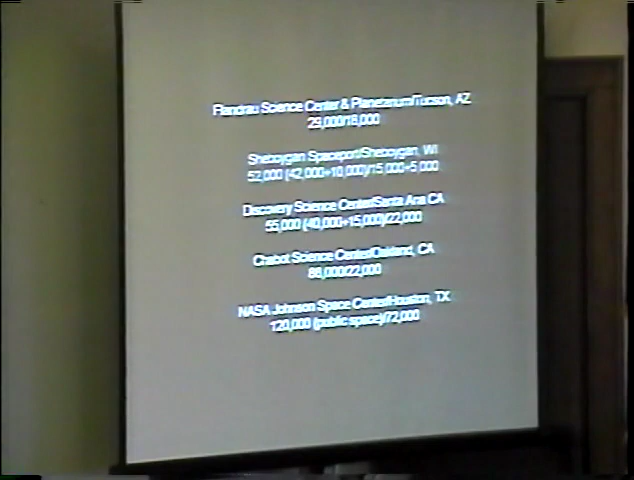 Flandrau Science Center & Planetarium/Tucson, AZ
29,000/16,000
Sheboygan Spaceport/Sheboygan, WI
52,000 (42,000+10,000)/15,000+5,000
Discovery Science Center/Santa Ana CA
55,000 (40,000+15,000)/22,000
Chabot Science Center/Oakland, CA
86,000/22,000
NASA Johnson Space Center/Houston, TX
120,000 (public space)/72,000